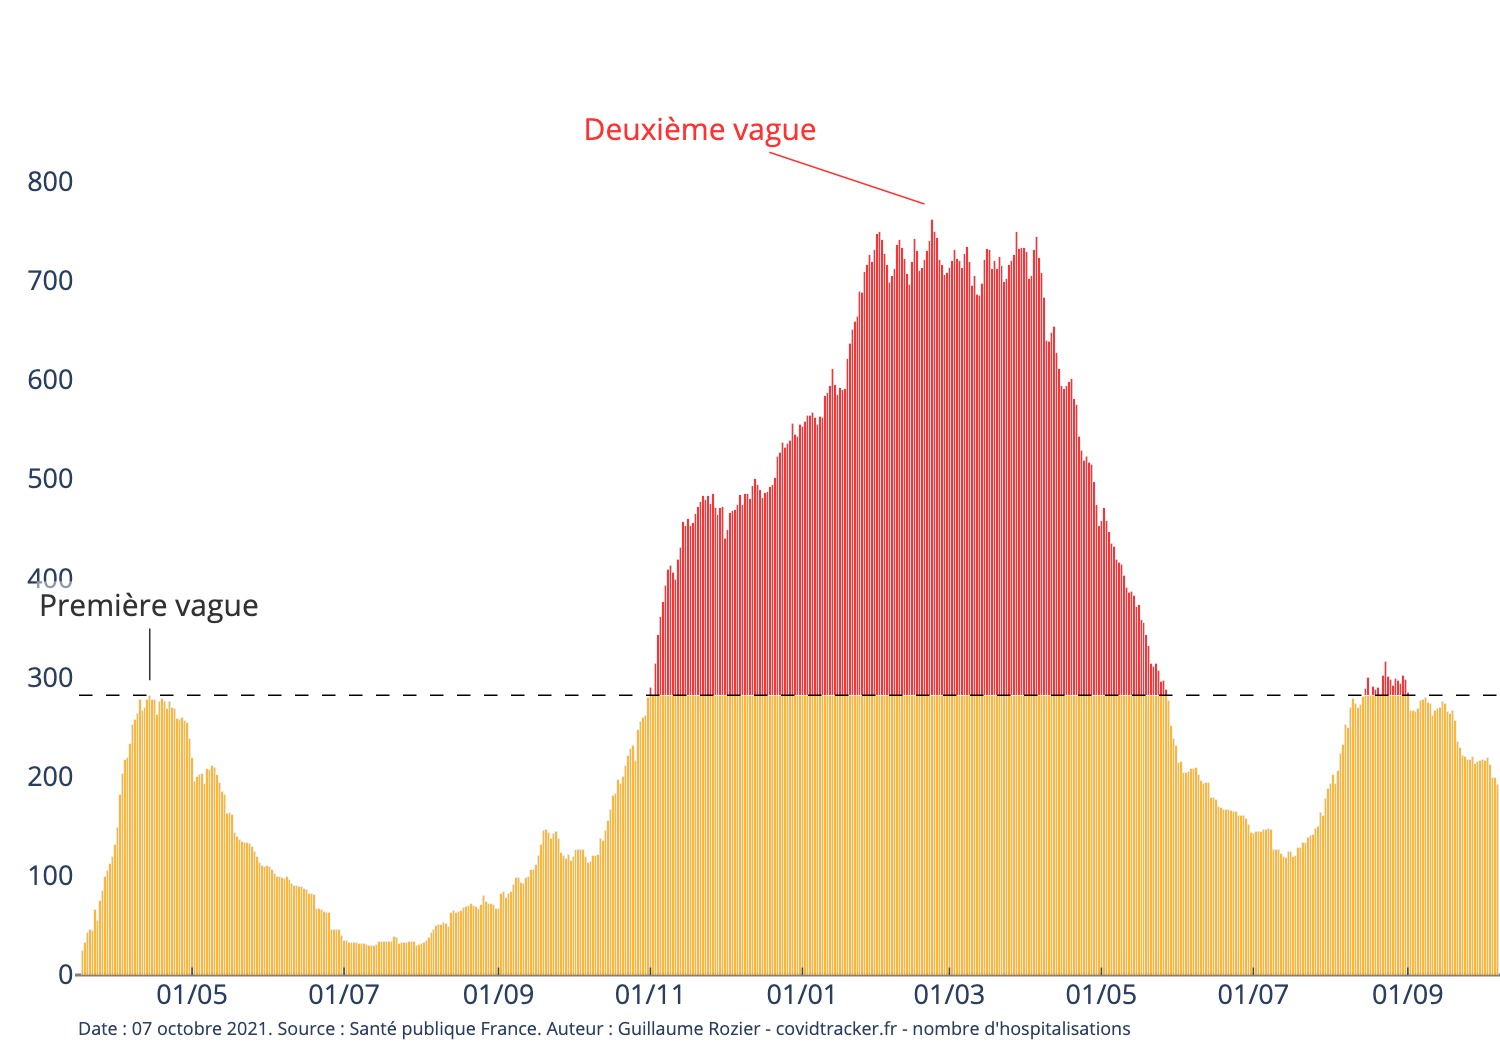 Deuxième vague
800
700
600
500
400
Première vague
300
200
100
0
01/05 01/07 01/09 01/11 01/01 01/03 01/05 01/07 01/09
Date : 07 octobre 2021. Source : Santé publique France. Auteur : Guillaume Rozier - covidtracker.fr - nombre d'hospitalisations